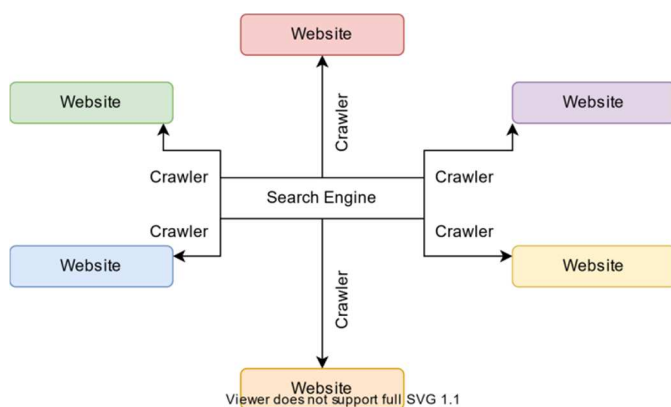 Website
Website
Website
Crawler
Crawler
Crawler
Search Engine
Crawler
Crawler
Website
Website
Crawler
Website
Viewer does not support full SVG 1.1